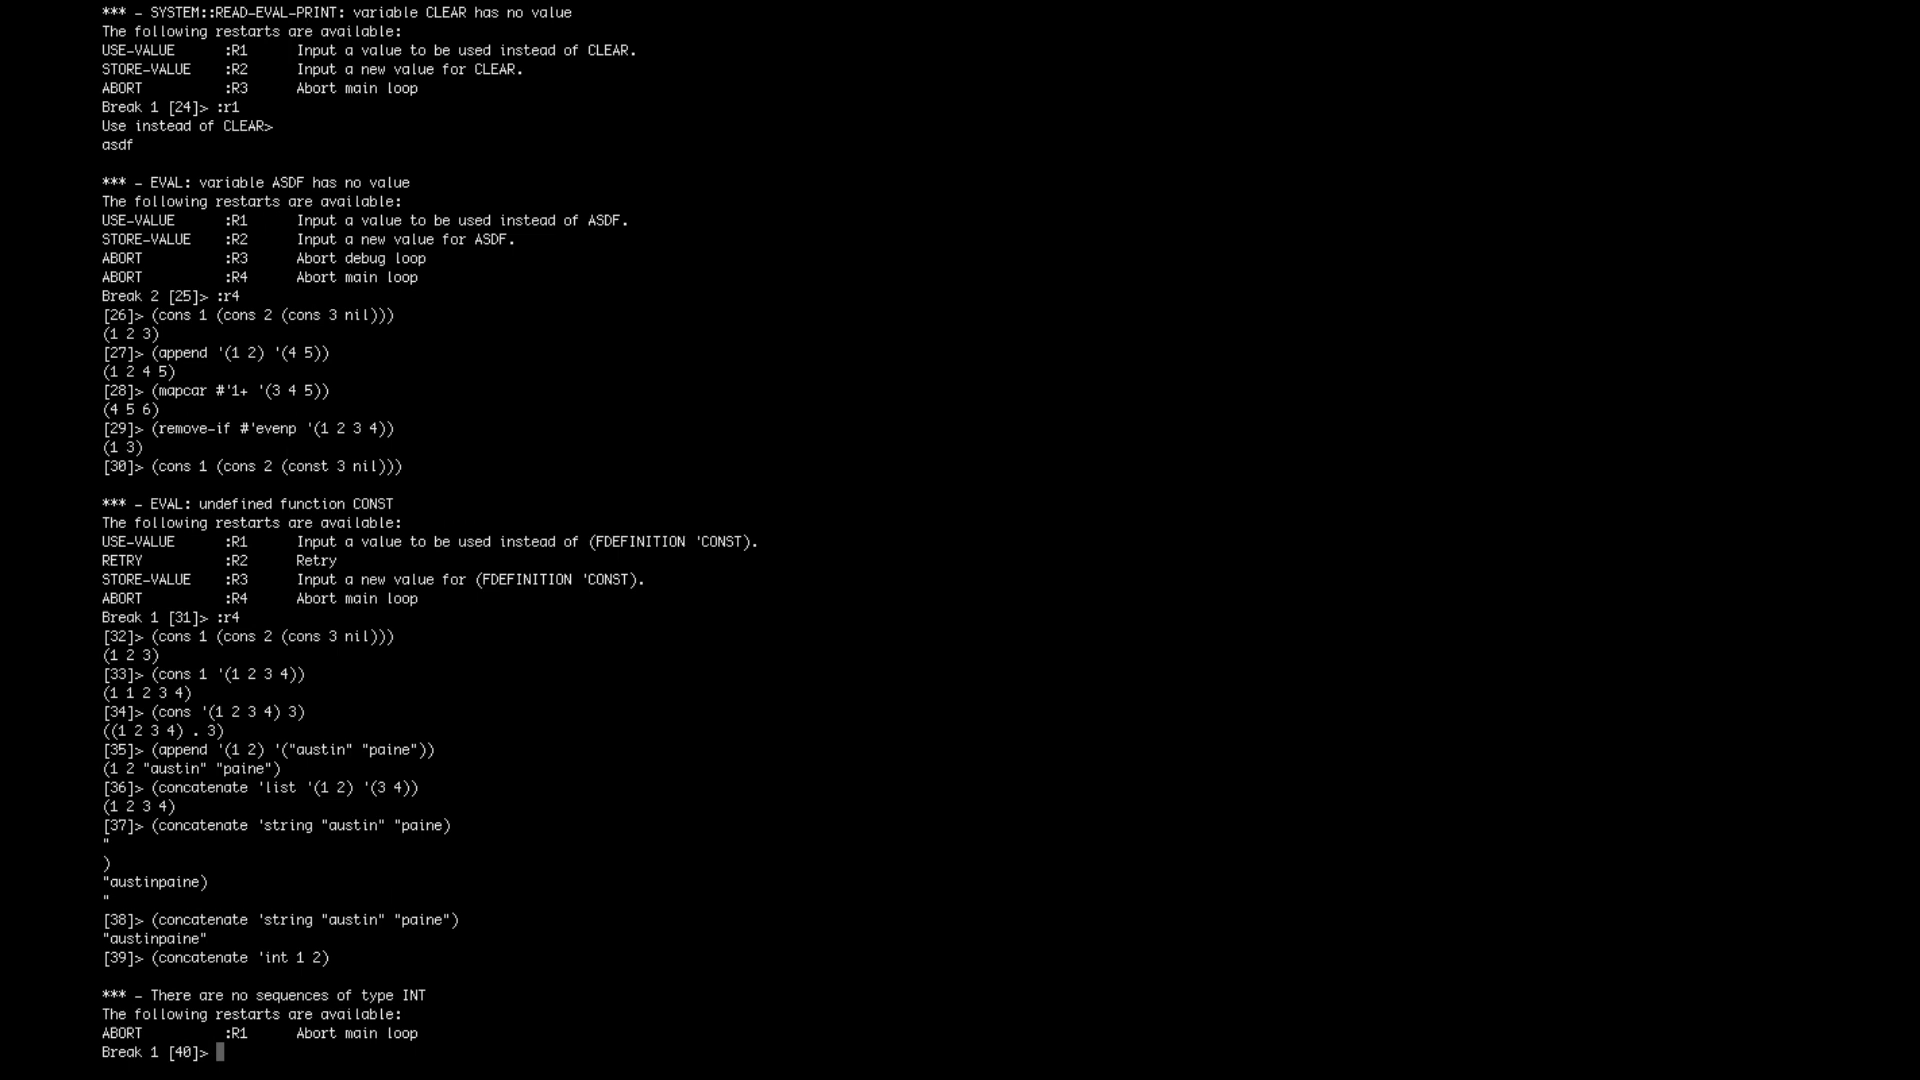 *** - SYSTEM::READ-EVAL-PRINT: variable CLEAR has no value
The following restarts are available:
USE-VALUE      :R1      Input a value to be used instead of CLEAR.
STORE-VALUE    :R2      Input a new value for CLEAR.
ABORT          :R3      Abort main loop
Break 1 [24]> :r1
Use instead of CLEAR>
asdf

*** - EVAL: variable ASDF has no value
The following restarts are available:
USE-VALUE      :R1      Input a value to be used instead of ASDF.
STORE-VALUE    :R2      Input a new value for ASDF.
ABORT          :R3      Abort debug loop
ABORT          :R4      Abort main loop
Break 2 [25]> :r4
[26]> (cons 1 (cons 2 (cons 3 nil)))
(1 2 3)
[27]> (append '(1 2) '(4 5))
(1 2 4 5)
[28]> (mapcar #'1+ '(3 4 5))
(4 5 6)
[29]> (remove-if #'evenp '(1 2 3 4))
(1 3)
[30]> (cons 1 (cons 2 (const 3 nil)))

*** - EVAL: undefined function CONST
The following restarts are available:
USE-VALUE      :R1      Input a value to be used instead of (FDEFINITION 'CONST).
RETRY          :R2      Retry
STORE-VALUE    :R3      Input a new value for (FDEFINITION 'CONST).
ABORT          :R4      Abort main loop
Break 1 [31]> :r4
[32]> (cons 1 (cons 2 (cons 3 nil)))
(1 2 3)
[33]> (cons 1 '(1 2 3 4))
(1 1 2 3 4)
[34]> (cons '(1 2 3 4) 3)
((1 2 3 4) . 3)
[35]> (append '(1 2) '("austin" "paine"))
(1 2 "austin" "paine")
[36]> (concatenate 'list '(1 2) '(3 4))
(1 2 3 4)
[37]> (concatenate 'string "austin" "paine)
"
)
"austinpaine)
"
[38]> (concatenate 'string "austin" "paine")
"austinpaine"
[39]> (concatenate 'int 1 2)

*** - There are no sequences of type INT
The following restarts are available:
ABORT          :R1      Abort main loop
Break 1 [40]>